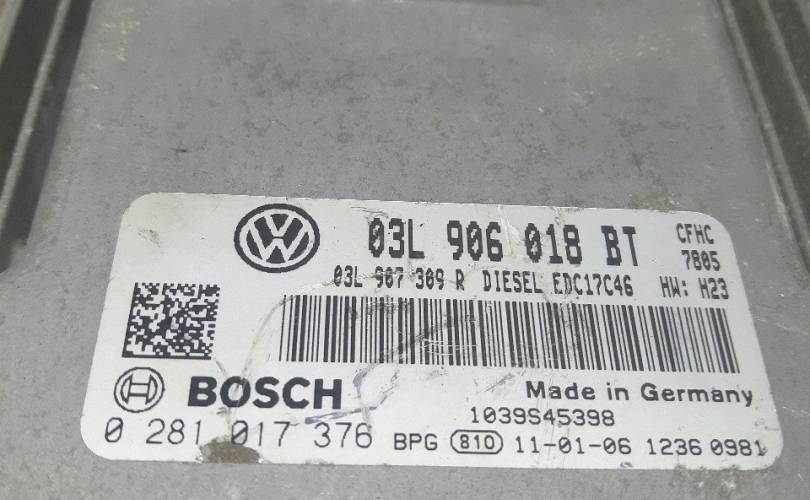 03L 906 018 BT CFHC
7805
03L 907 309 R DIESEL EDC17C46 HW: H23
BOSCH Made in Germany
1039S45398
0 281 017 376 BPG 810 11-01-06 1236 0981